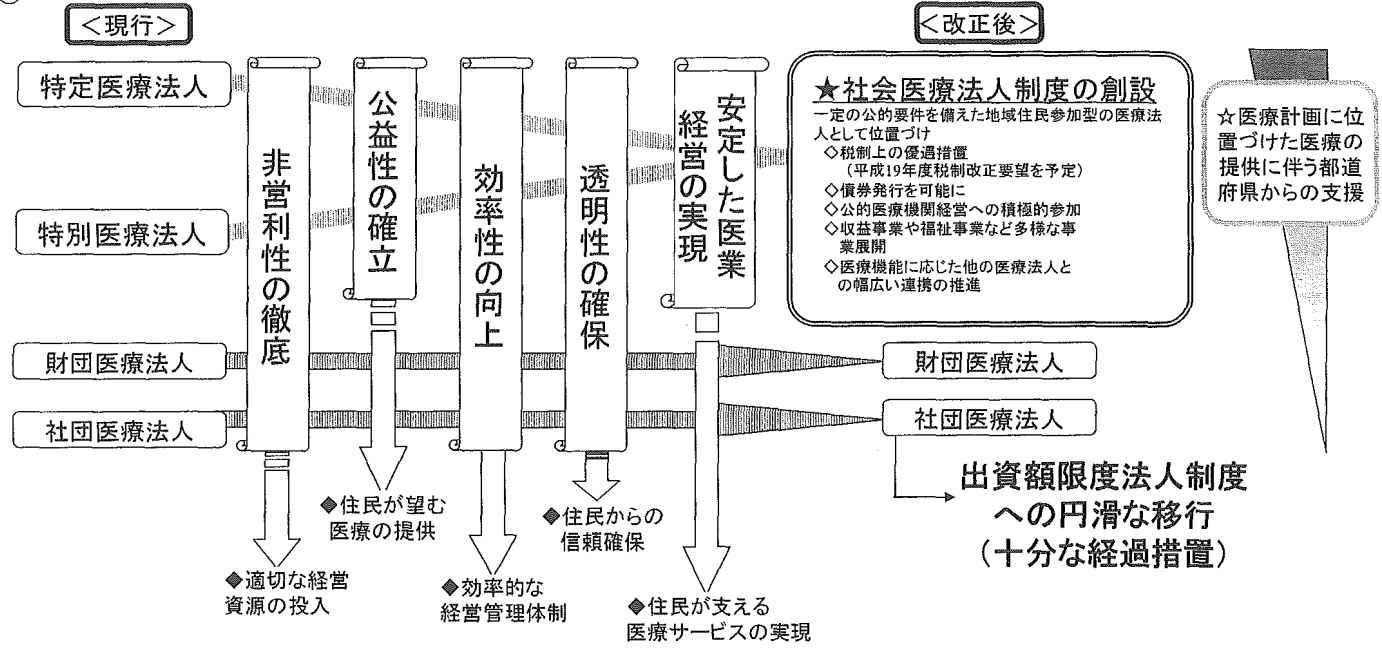 ＜現行＞
＜改正後＞
特定医療法人
特別医療法人
財団医療法人
社団医療法人
非営利性の徹底
公益性の確立
効率性の向上
透明性の確保
安定した医業
経営の実現
◆適切な経営
資源の投入
◆住民が望む
医療の提供
◆効率的な
経営管理体制
◆住民からの
信頼確保
◆住民が支える
医療サービスの実現
★社会医療法人制度の創設
一定の公的要件を備えた地域住民参加型の医療法
人として位置づけ
◇税制上の優遇措置
（平成19年度税制改正要望を予定）
◇債券発行を可能に
◇公的医療機関経営への積極的参加
◇収益事業や福祉事業など多様な事
業展開
◇医療機能に応じた他の医療法人と
の幅広い連携の推進
財団医療法人
社団医療法人
出資額限度法人制度
への円滑な移行
（十分な経過措置）
☆医療計画に位
置づけた医療の
提供に伴う都道
府県からの支援